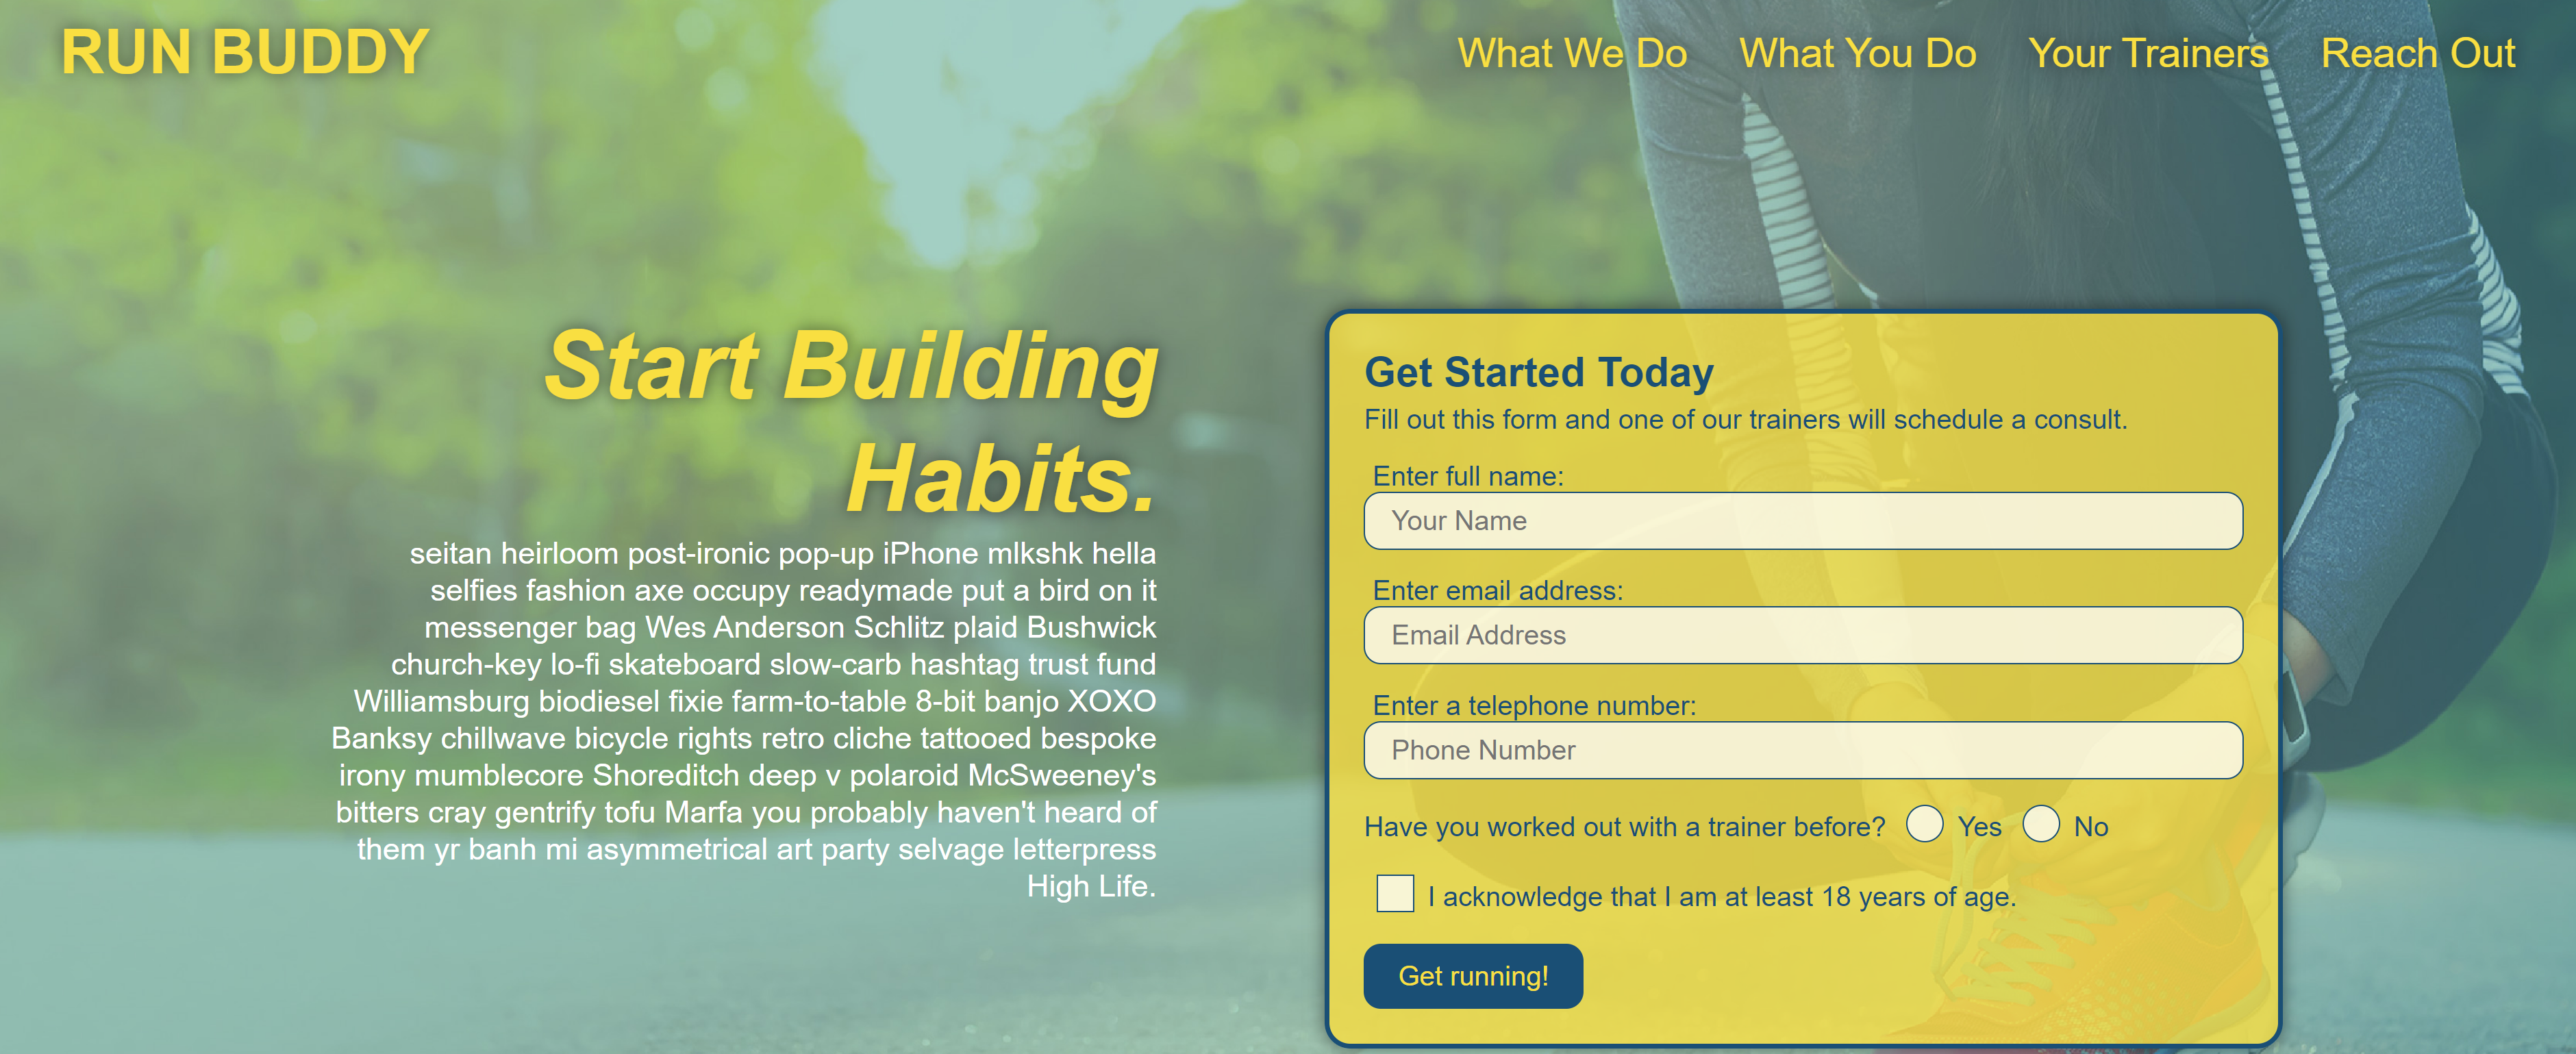 RUN BUDDY
What We Do
What You Do
Your Trainers
Reach Out
Start Building
Habits.
seitan heirloom post-ironic pop-up iPhone mlkshk hella
selfies fashion axe occupy readymade put a bird on it
messenger bag Wes Anderson Schlitz plaid Bushwick
church-key lo-fi skateboard slow-carb hashtag trust fund
Williamsburg biodiesel fixie farm-to-table 8-bit banjo XOXO
Banksy chillwave bicycle rights retro cliche tattooed bespoke
irony mumblecore Shoreditch deep v polaroid McSweeney's
bitters cray gentrify tofu Marfa you probably haven't heard of
them yr banh mi asymmetrical art party selvage letterpress
High Life.
Get Started Today
Fill out this form and one of our trainers will schedule a consult.
Enter full name:
Your Name
Enter email address:
Email Address
Enter a telephone number:
Phone Number
Have you worked out with a trainer before? Yes No
I acknowledge that I am at least 18 years of age.
Get running!